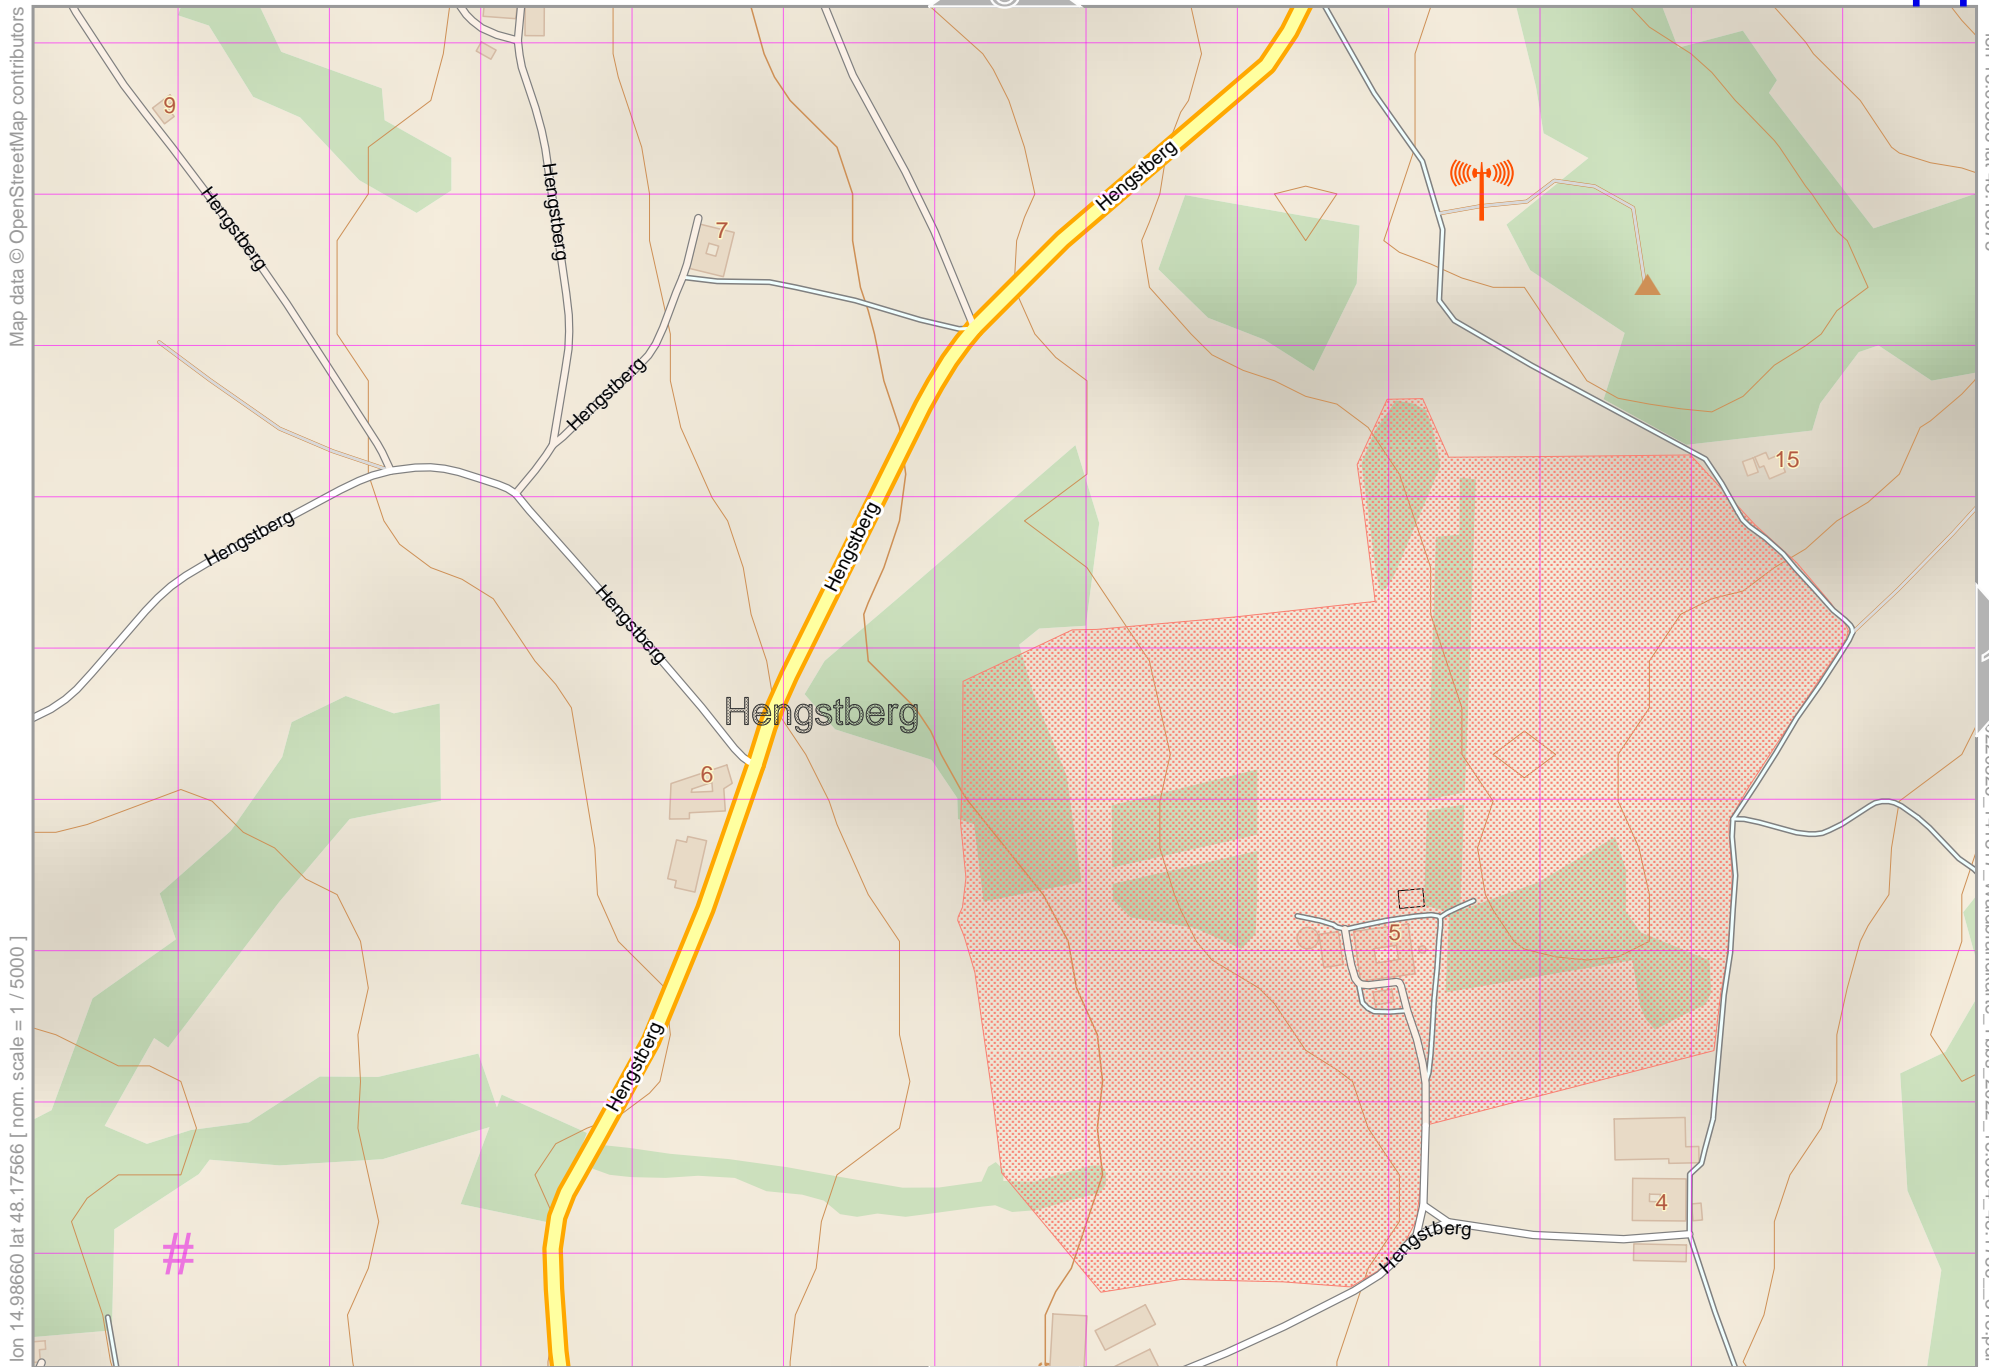 Map data © OpenStreetMap contributors
9
Hengstberg
Hengstberg
Hengstberg
7
Hengstberg
15
Hengstberg
Hengstberg
Hengstberg
Hengstberg
6
5
Hengstberg
4
Hengstberg
#
lon 14.98660 lat 48.17566 [ nom. scale = 1 / 5000 ]